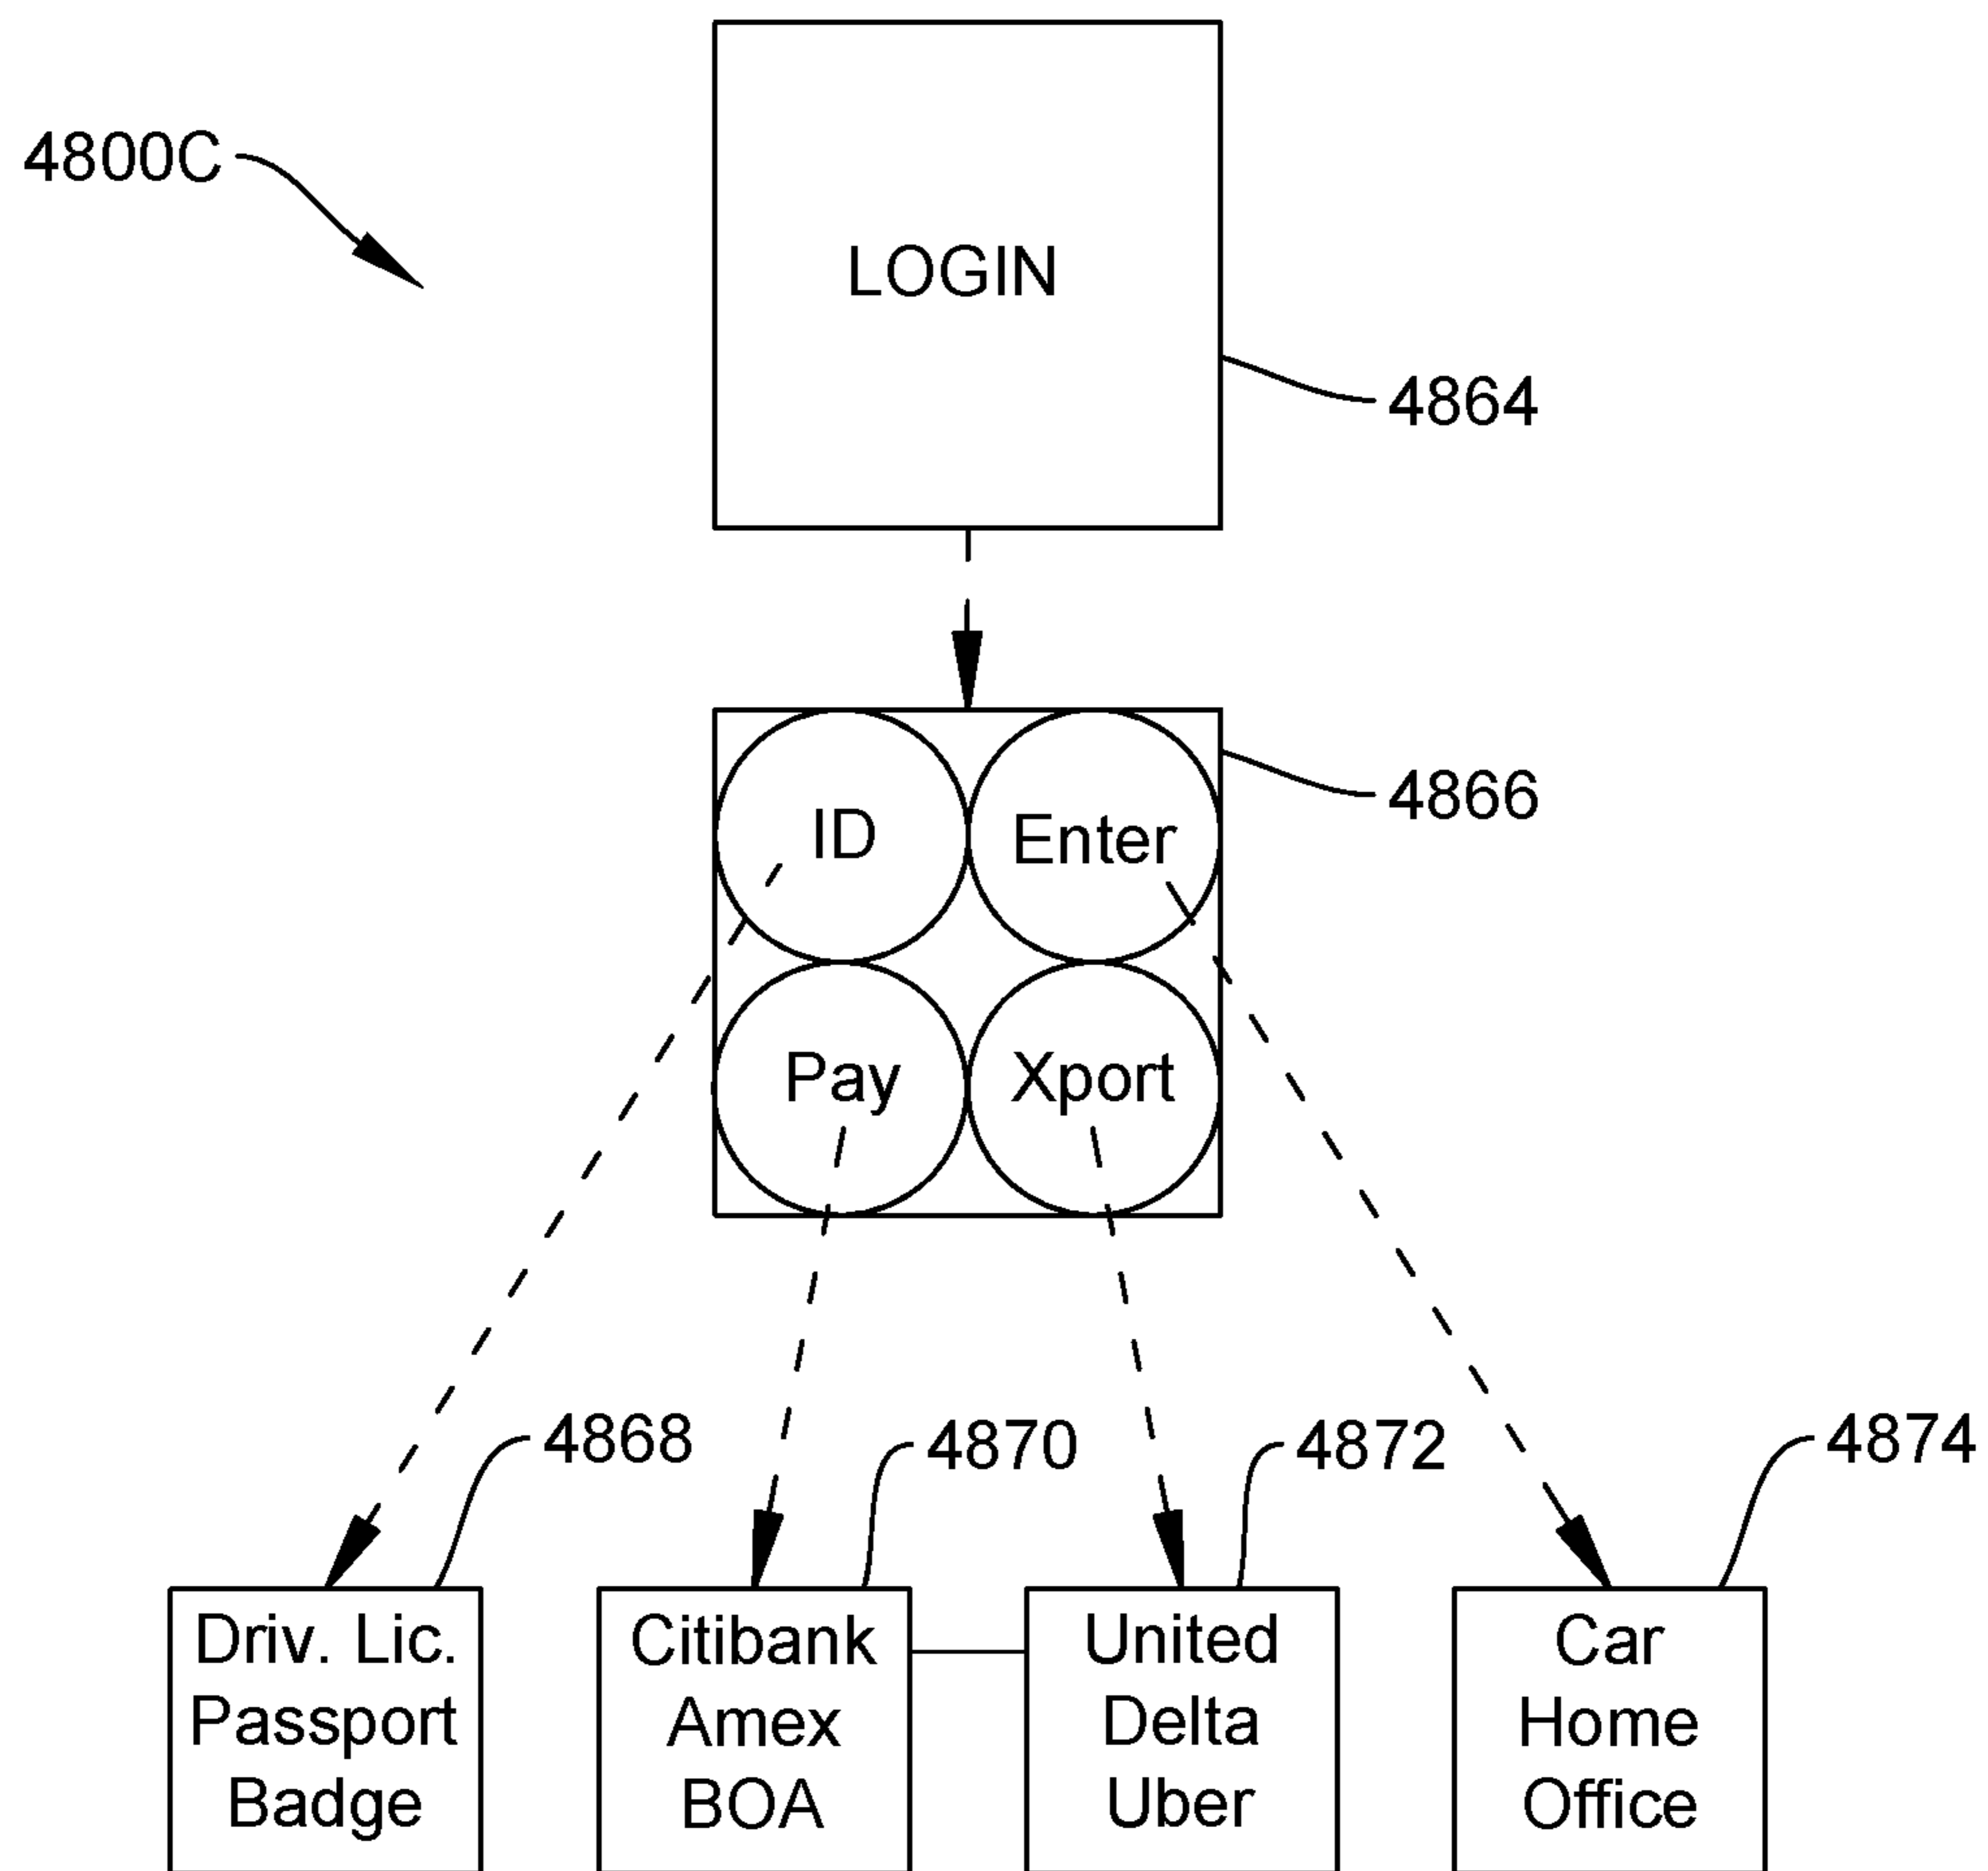 4800C
LOGIN
4864
4866
ID
Enter
Pay
Xport
4868
4870
4872
4874
Driv. Lic.
Passport
Badge
Citibank
Amex
BOA
United
Delta
Uber
Car
Home
Office